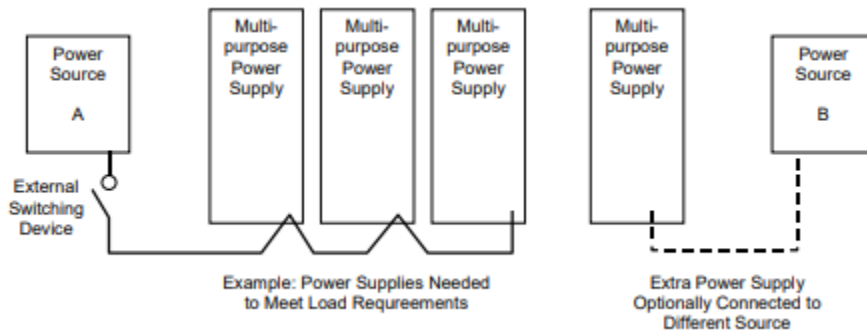 Power
Source
A
Multi-
purpose
Power
Supply
Multi-
purpose
Power
Supply
Multi-
purpose
Power
Supply
Multi-
purpose
Power
Supply
Power
Source
B
External
Switching
Device
Example: Power Supplies Needed
to Meet Load Requreements
Extra Power Supply
Optionally Connected to
Different Source